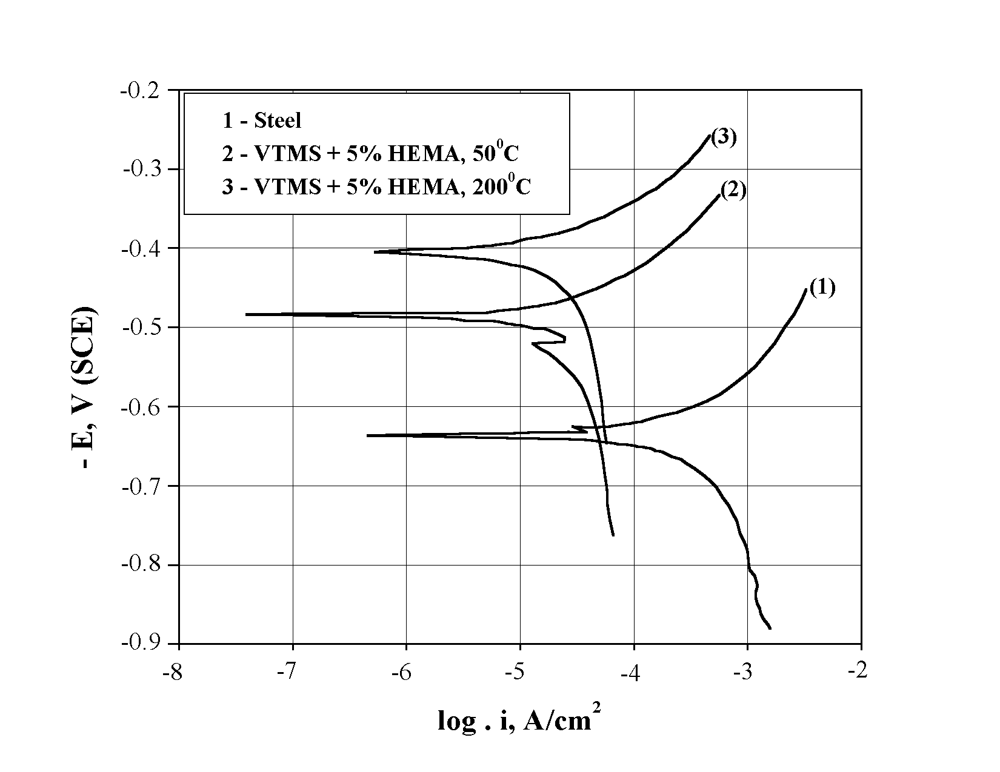 -0.2
1 - Steel
2 - VTMS + 5% HEMA, 50⁰C
3 - VTMS + 5% HEMA, 200⁰C
(3)
-0.3
(2)
-0.4
(1)
-0.5
-0.6
-0.7
-0.8
-0.9
- E, V (SCE)
-8 -7 -6 -5 -4 -3 -2
log . i, A/cm²